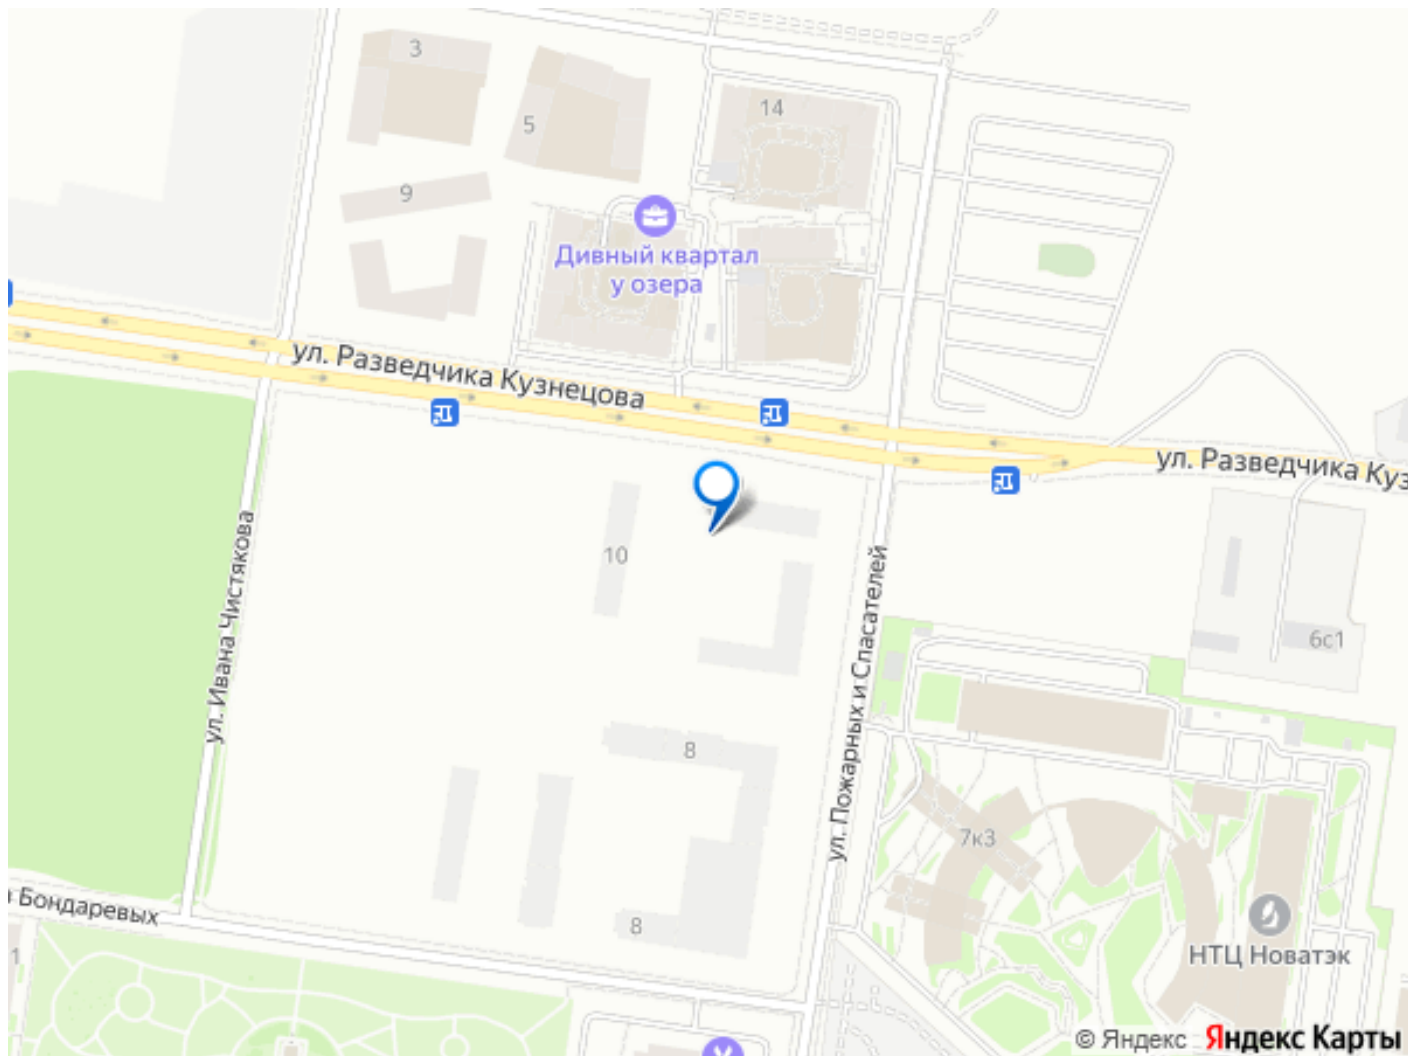 3
14
5
9
Дивный квартал
у озера
ул. Разведчика Кузнецова
ул. Разведчика Куз
10
ул. Ивана Чистякова
ул. Пожарных и Спасателей
6с1
8
7к3
Бондаревых
8
1
НТЦ Новатэк
© Яндекс Яндекс Карты